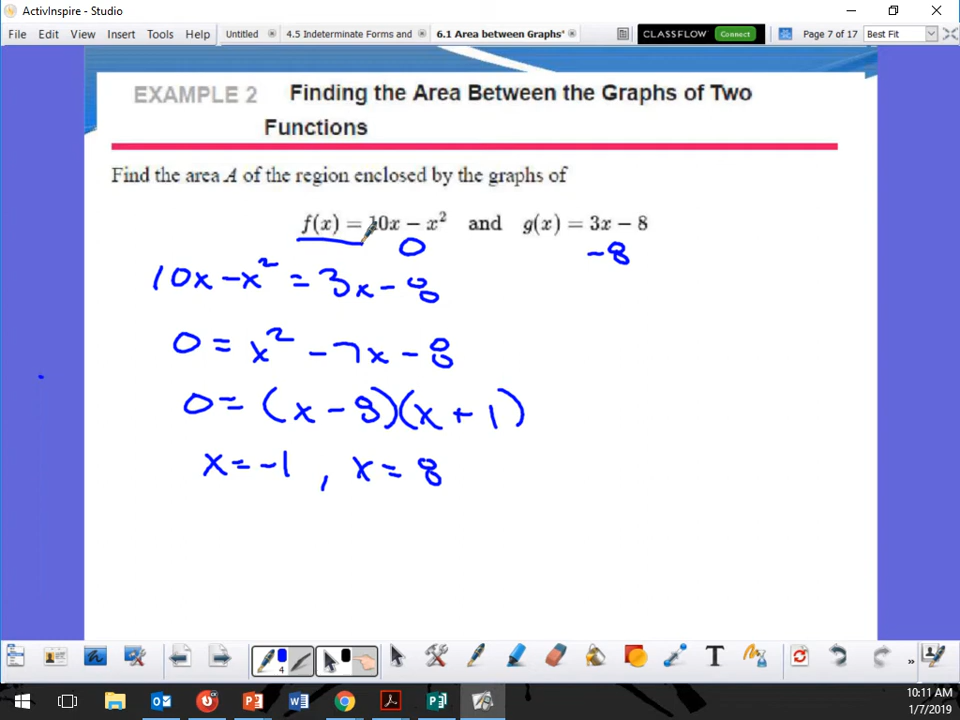 ActivInspire - Studio
File Edit View Insert Tools Help Untitled 4.5 Indeterminate Forms and 6.1 Area between Graphs* CLASSFLOW Connect Page 7 of 17 Best Fit
EXAMPLE 2 Finding the Area Between the Graphs of Two
Functions
Find the area A of the region enclosed by the graphs of
f(x) = 10x − x² and g(x) = 3x − 8
0 -8
10x - x² = 3x - 8
0 = x² - 7x - 8
0 = (x - 8)(x + 1)
x = -1 , x = 8
4 T »
10:11 AM
1/7/2019